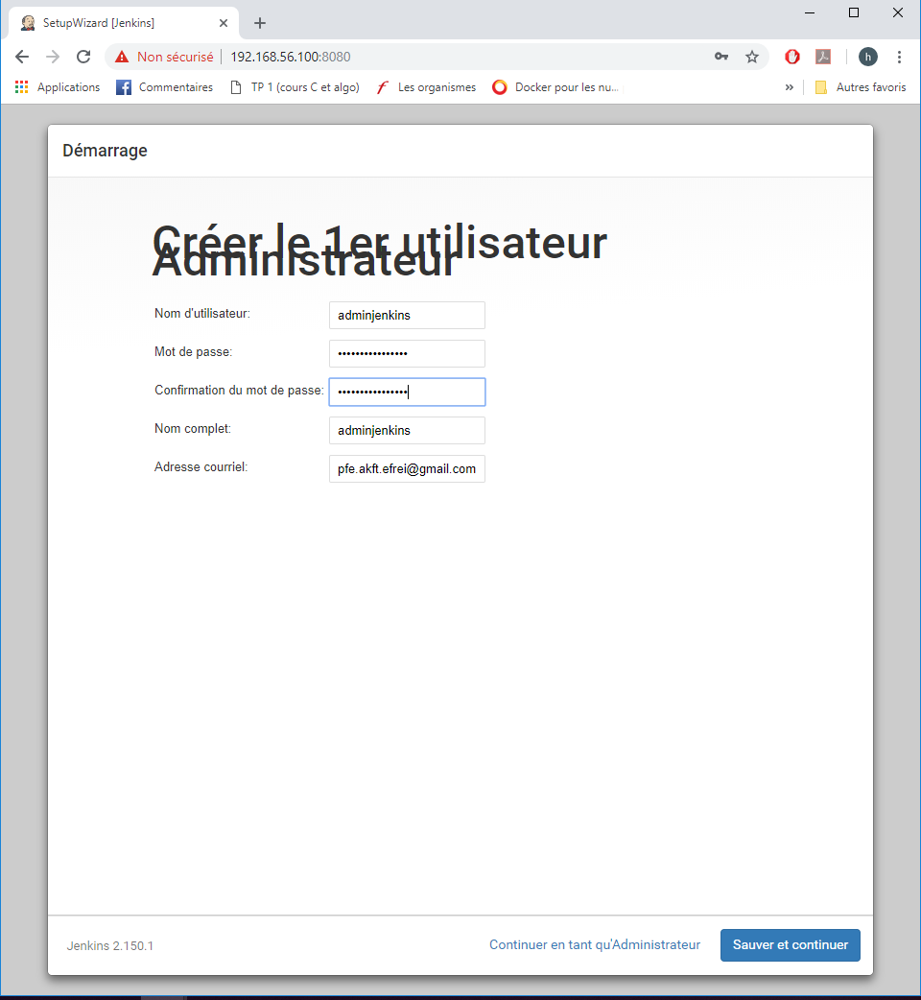 SetupWizard [Jenkins]
Non sécurisé 192.168.56.100:8080 h
Applications Commentaires TP 1 (cours C et algo) Les organismes Docker pour les nu... » Autres favoris
Démarrage
Créer le 1er utilisateur
Administrateur
Nom d'utilisateur: adminjenkins
Mot de passe: ••••••••••••••••
Confirmation du mot de passe: ••••••••••••••••
Nom complet: adminjenkins
Adresse courriel: pfe.akft.efrei@gmail.com
Jenkins 2.150.1 Continuer en tant qu'Administrateur Sauver et continuer